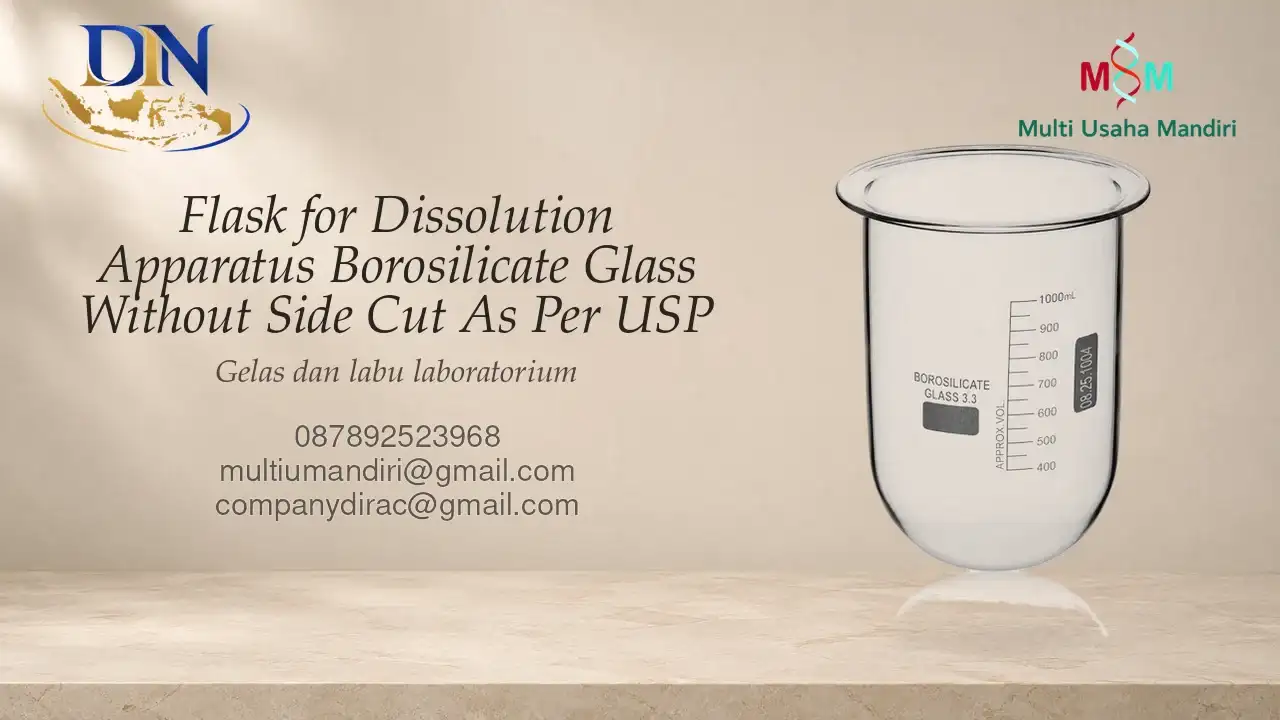 DN
MSM
Multi Usaha Mandiri
Flask for Dissolution
Apparatus Borosilicate Glass
Without Side Cut As Per USP
Gelas dan labu laboratorium
087892523968
multiumandiri@gmail.com
companydirac@gmail.com
1000mL
900
800
700
600
500
400
APPROX.VOL
BOROSILICATE
GLASS 3.3
08.25.1004